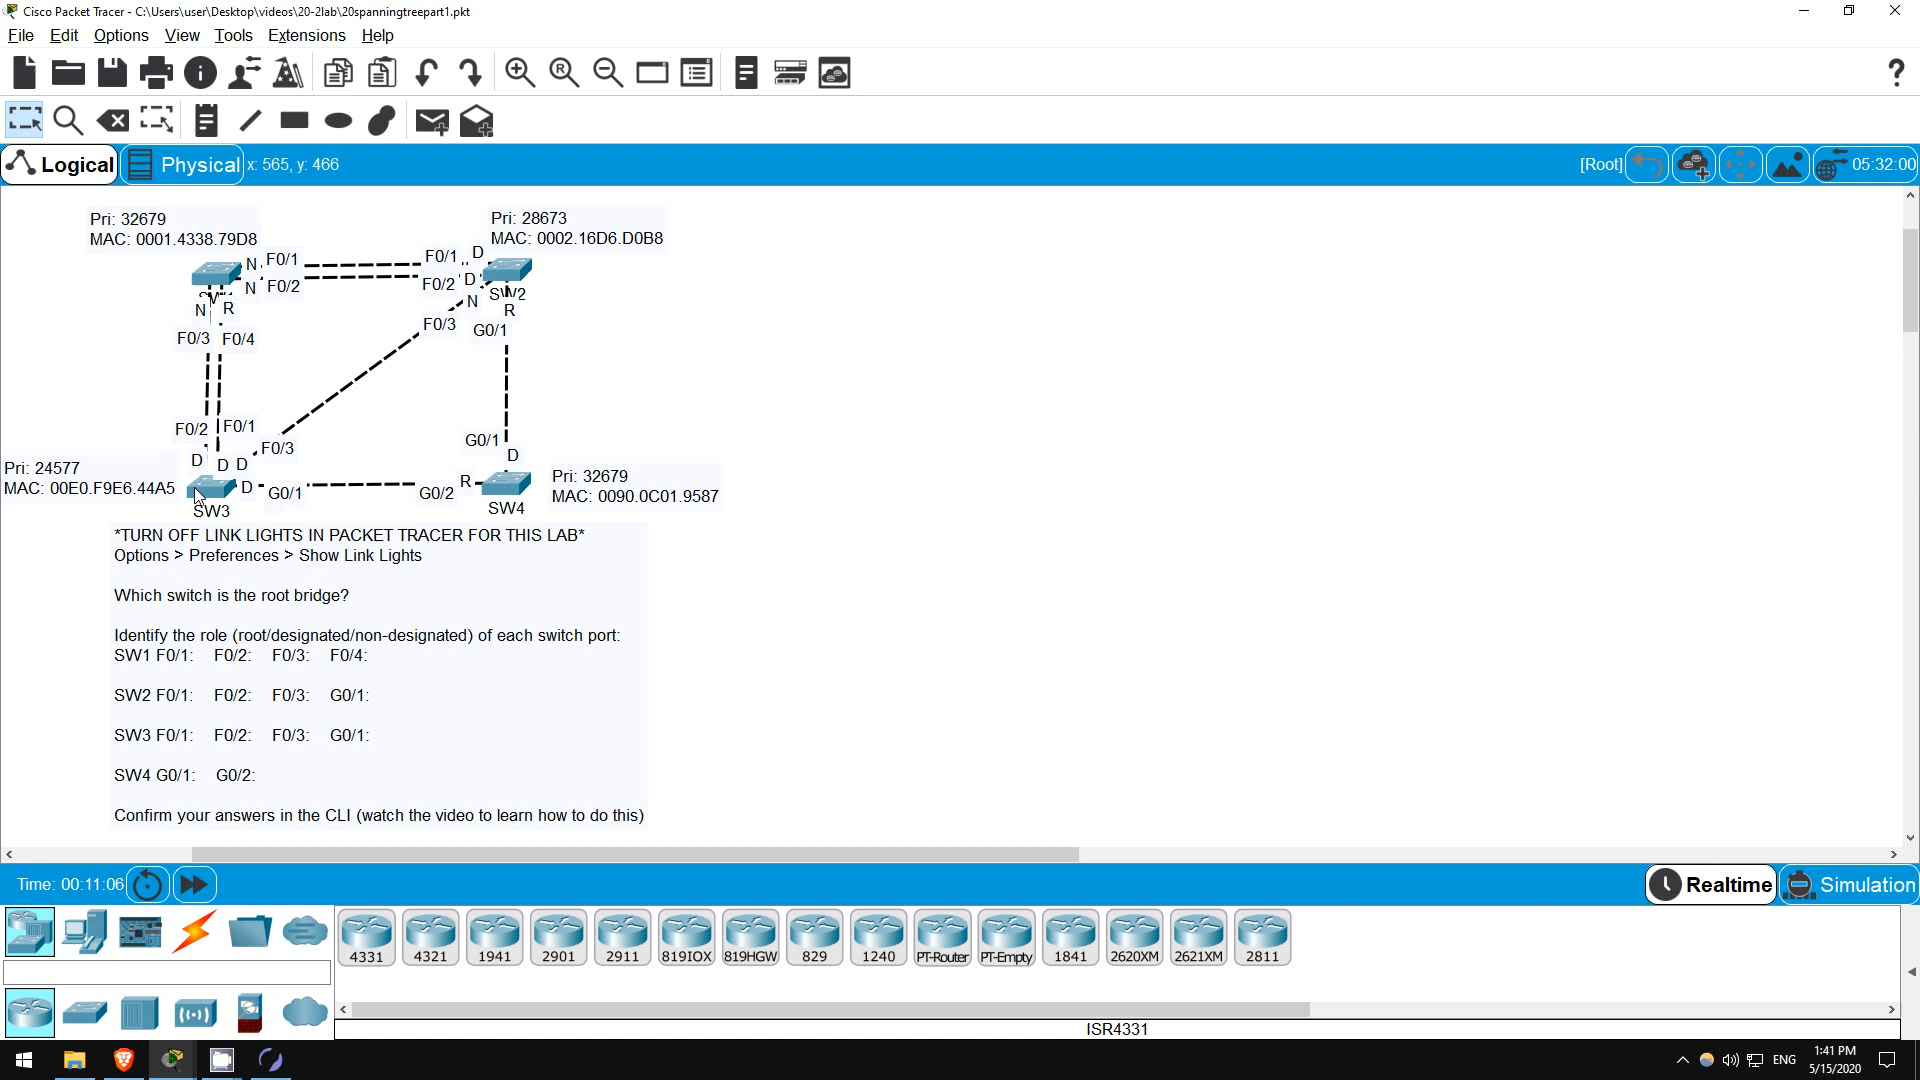 Cisco Packet Tracer - C:\Users\user\Desktop\videos\20-2lab\20spanningtreepart1.pkt
File Edit Options View Tools Extensions Help
?
Logical Physical x: 565, y: 466 [Root] 05:32:00
Pri: 32679
MAC: 0001.4338.79D8
Pri: 28673
MAC: 0002.16D6.D0B8
N F0/1 F0/1 D
N F0/2 F0/2 D SW2
N R N R
F0/3 F0/4 F0/3 G0/1
F0/2 F0/1 G0/1
F0/3
D D D D
Pri: 24577
MAC: 00E0.F9E6.44A5
D G0/1 G0/2 R
SW3 SW4
Pri: 32679
MAC: 0090.0C01.9587
*TURN OFF LINK LIGHTS IN PACKET TRACER FOR THIS LAB*
Options > Preferences > Show Link Lights
Which switch is the root bridge?
Identify the role (root/designated/non-designated) of each switch port:
SW1 F0/1: F0/2: F0/3: F0/4:
SW2 F0/1: F0/2: F0/3: G0/1:
SW3 F0/1: F0/2: F0/3: G0/1:
SW4 G0/1: G0/2:
Confirm your answers in the CLI (watch the video to learn how to do this)
Time: 00:11:06 Realtime Simulation
4331 4321 1941 2901 2911 819IOX 819HGW 829 1240 PT-Router PT-Empty 1841 2620XM 2621XM 2811
ISR4331
ENG 1:41 PM
5/15/2020